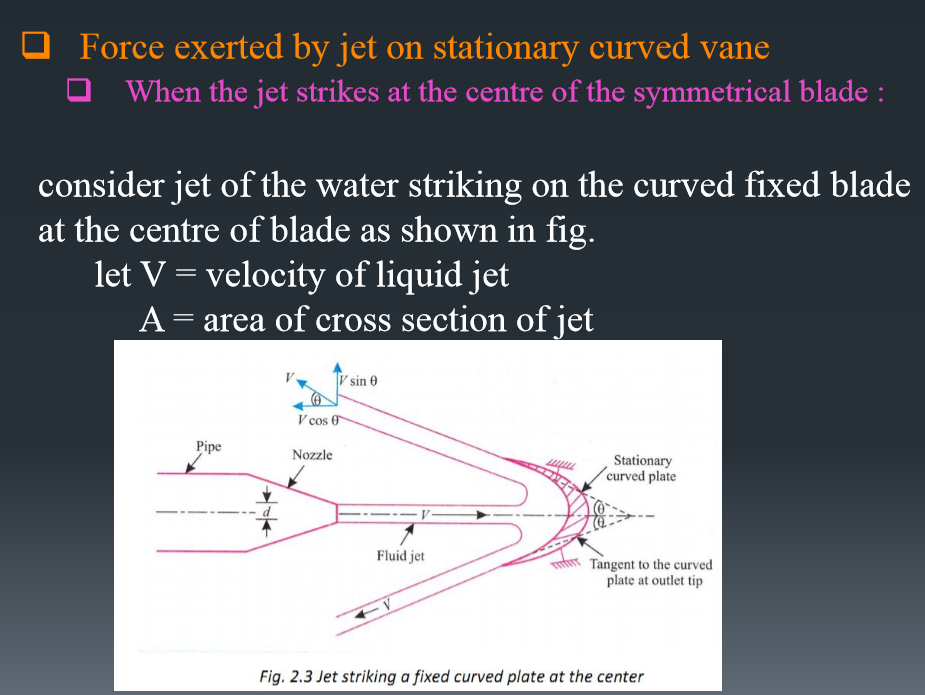 Force exerted by jet on stationary curved vane
When the jet strikes at the centre of the symmetrical blade :
consider jet of the water striking on the curved fixed blade
at the centre of blade as shown in fig.
let V = velocity of liquid jet
A = area of cross section of jet
V
V sin θ
θ
V cos θ
Pipe
Nozzle
Stationary
curved plate
d
V
θ
θ
Fluid jet
Tangent to the curved
plate at outlet tip
V
Fig. 2.3 Jet striking a fixed curved plate at the center